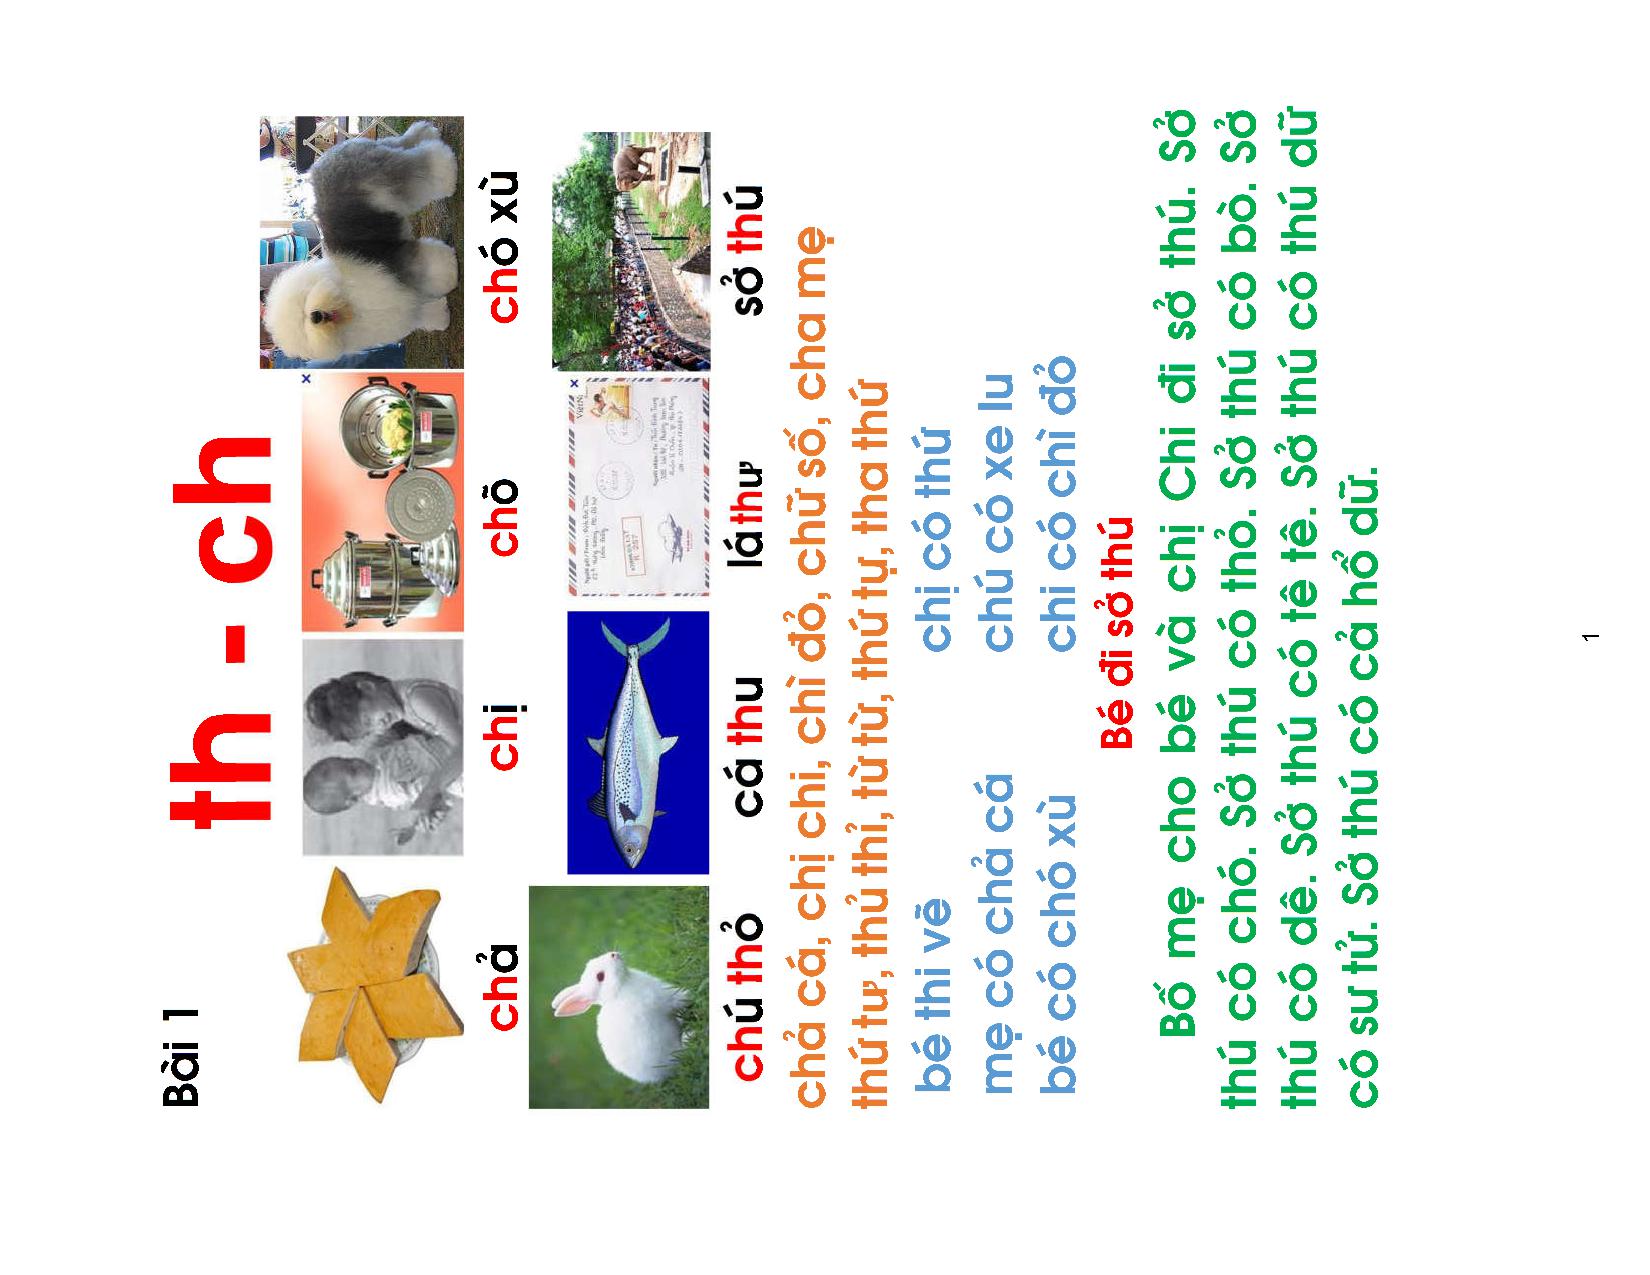 Bài 1
th - ch
chả chị chõ chó xù
chú thỏ cá thu lá thư sở thú
chả cá, chị chi, chì đỏ, chữ số, cha mẹ
thứ tư, thủ thỉ, từ từ, thứ tự, tha thứ
bé thi vẽ chị có thứ
mẹ có chả cá chú có xe lu
bé có chó xù chi có chì đỏ
Bé đi sở thú
Bố mẹ cho bé và chị Chi đi sở thú. Sở
thú có chó. Sở thú có thỏ. Sở thú có bò. Sở
thú có dê. Sở thú có tê tê. Sở thú có thú dữ
có sư tử. Sở thú có cả hổ dữ.
1